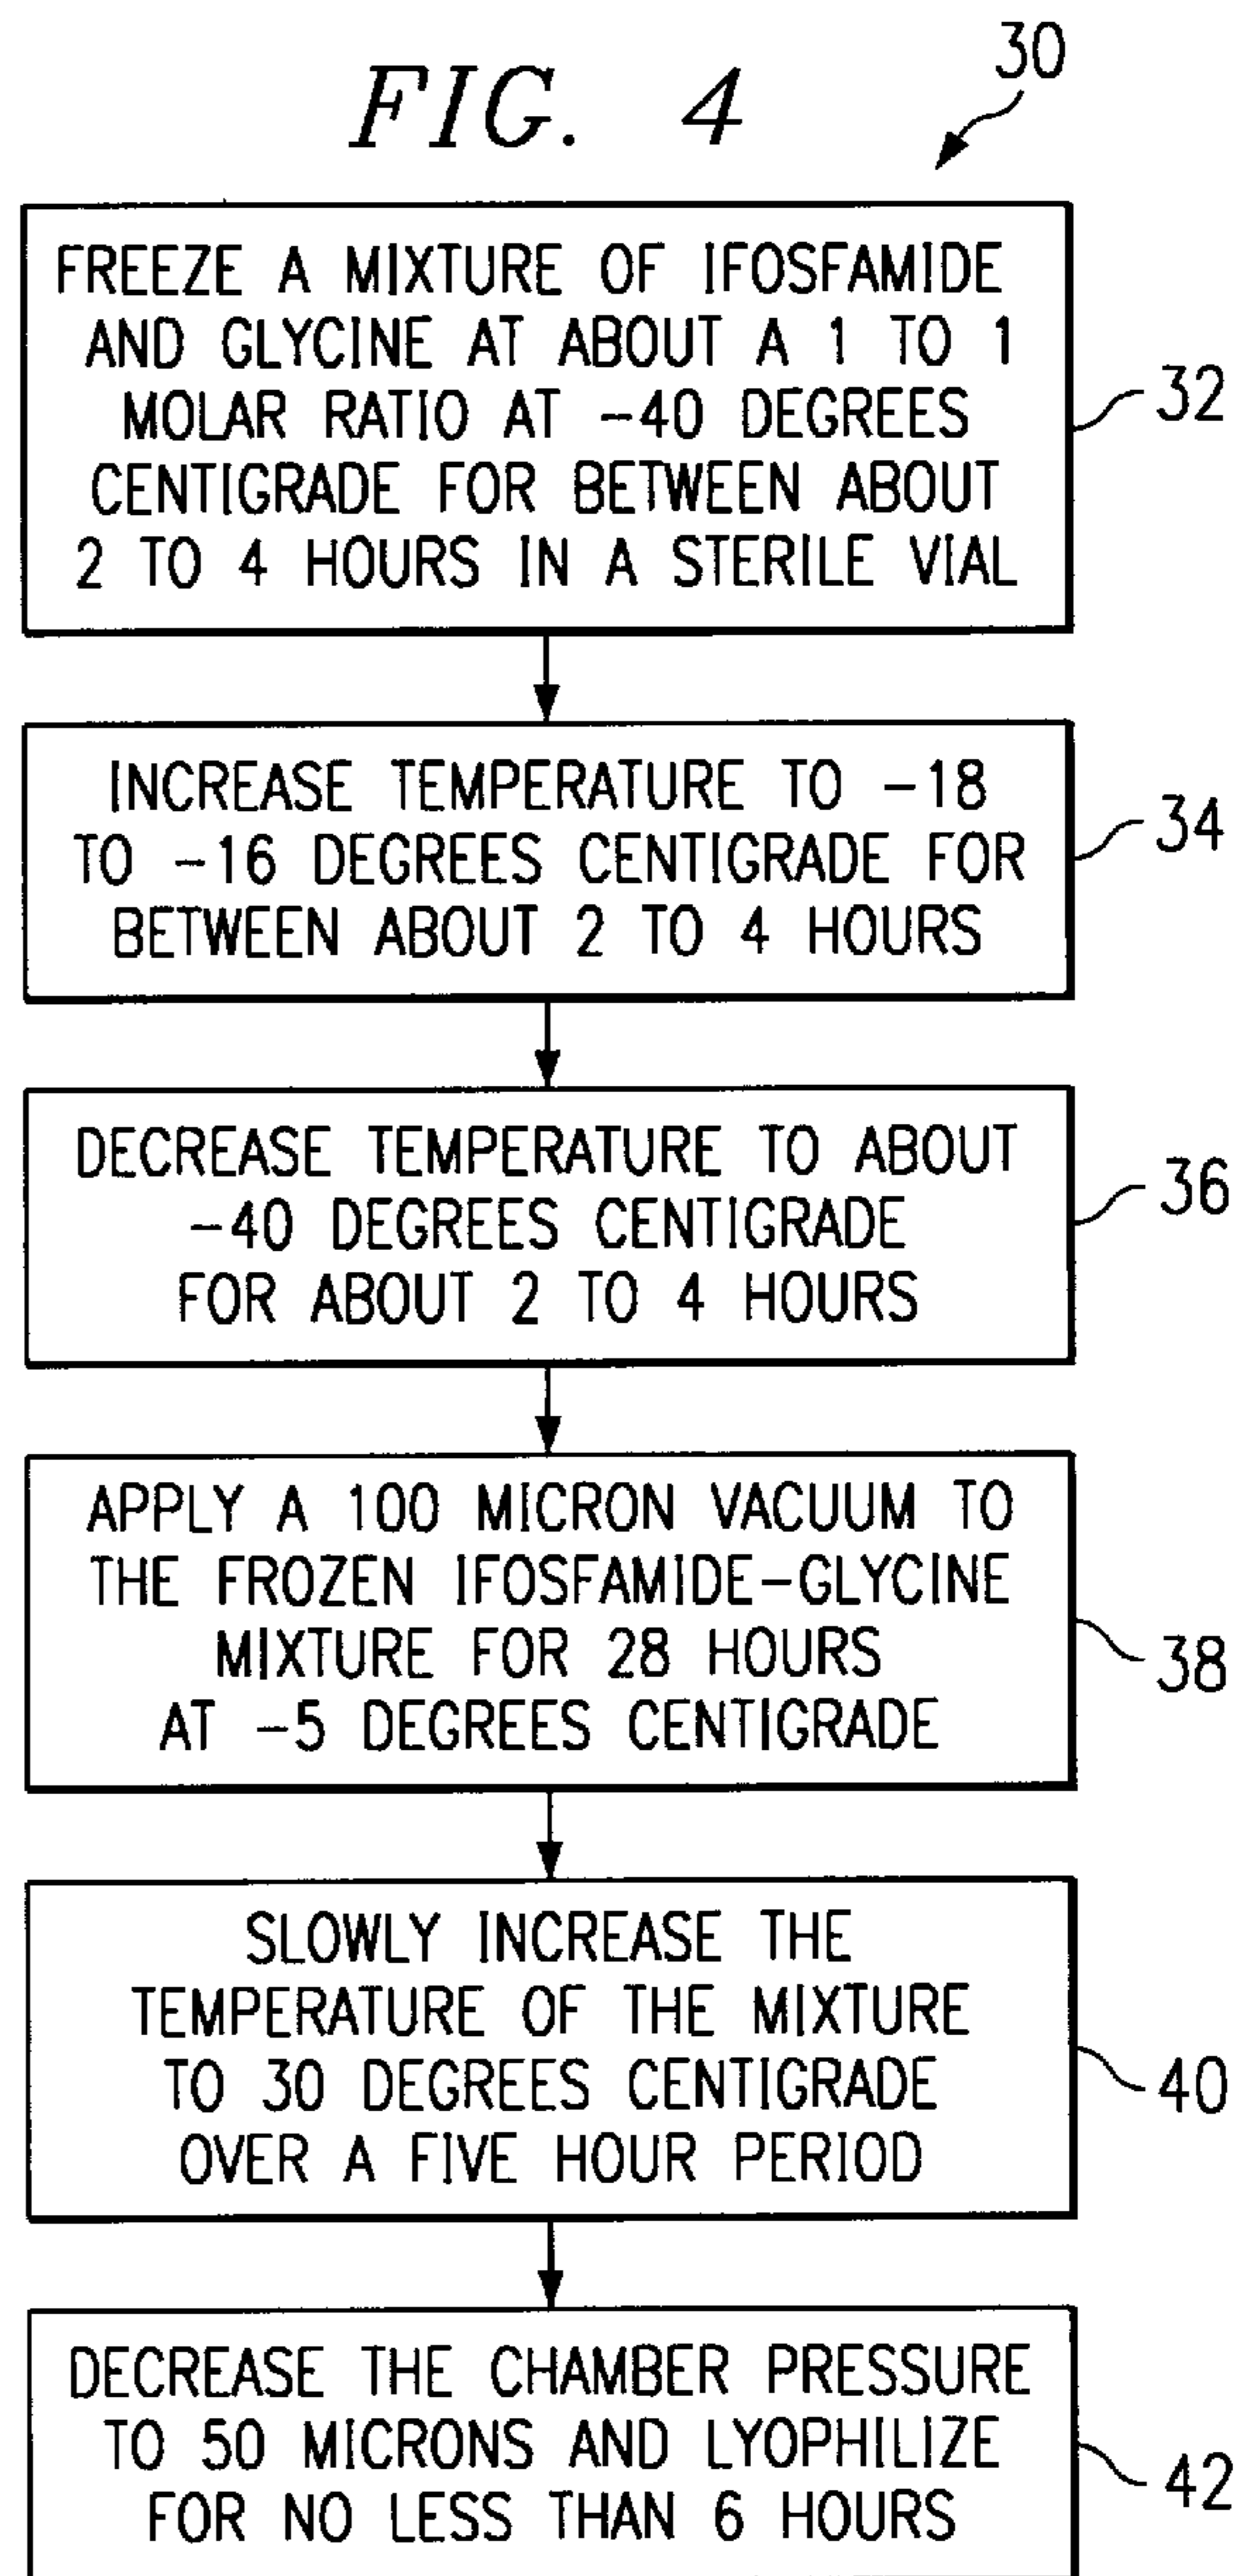 FIG. 4
30
FREEZE A MIXTURE OF IFOSFAMIDE
AND GLYCINE AT ABOUT A 1 TO 1
MOLAR RATIO AT -40 DEGREES
CENTIGRADE FOR BETWEEN ABOUT
2 TO 4 HOURS IN A STERILE VIAL
32
INCREASE TEMPERATURE TO -18
TO -16 DEGREES CENTIGRADE FOR
BETWEEN ABOUT 2 TO 4 HOURS
34
DECREASE TEMPERATURE TO ABOUT
-40 DEGREES CENTIGRADE
FOR ABOUT 2 TO 4 HOURS
36
APPLY A 100 MICRON VACUUM TO
THE FROZEN IFOSFAMIDE-GLYCINE
MIXTURE FOR 28 HOURS
AT -5 DEGREES CENTIGRADE
38
SLOWLY INCREASE THE
TEMPERATURE OF THE MIXTURE
TO 30 DEGREES CENTIGRADE
OVER A FIVE HOUR PERIOD
40
DECREASE THE CHAMBER PRESSURE
TO 50 MICRONS AND LYOPHILIZE
FOR NO LESS THAN 6 HOURS
42